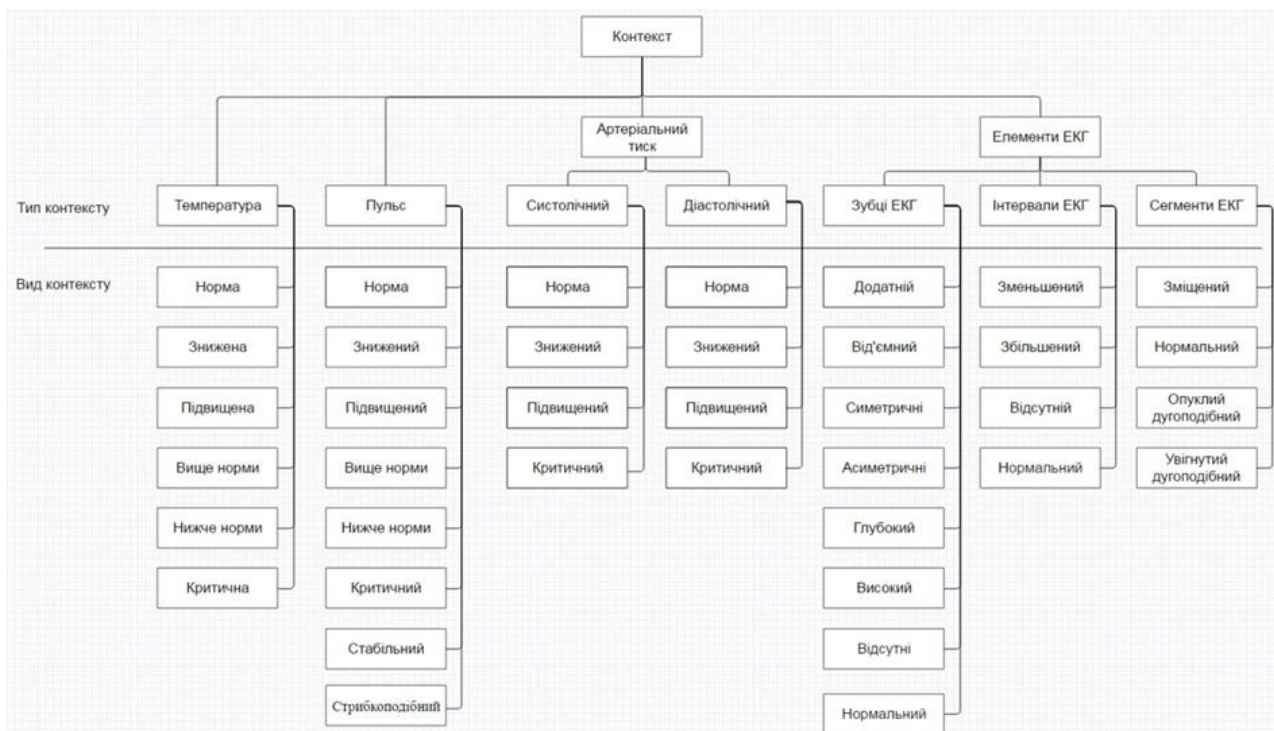 Контекст
Артеріальний
тиск
Елементи ЕКГ
Тип контексту
Температура
Пульс
Систолічний
Діастолічний
Зубці ЕКГ
Інтервали ЕКГ
Сегменти ЕКГ
Вид контексту
Норма
Норма
Норма
Норма
Додатній
Зменьшений
Зміщений
Знижена
Знижений
Знижений
Знижений
Від'ємний
Збільшений
Нормальний
Підвищена
Підвищений
Підвищений
Підвищений
Симетричні
Відсутній
Опуклий
дугоподібний
Вище норми
Вище норми
Критичний
Критичний
Асиметричні
Нормальний
Увігнутий
дугоподібний
Нижче норми
Нижче норми
Глубокий
Критична
Критичний
Високий
Стабільний
Відсутні
Стрибкоподібний
Нормальний